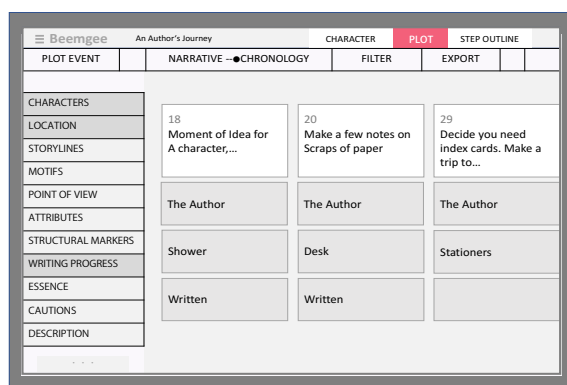 ☰ Beemgee An Author's Journey CHARACTER PLOT STEP OUTLINE
PLOT EVENT NARRATIVE --●CHRONOLOGY FILTER EXPORT
CHARACTERS
LOCATION
STORYLINES
MOTIFS
POINT OF VIEW
ATTRIBUTES
STRUCTURAL MARKERS
WRITING PROGRESS
ESSENCE
CAUTIONS
DESCRIPTION
. . .
18
Moment of Idea for
A character,...
The Author
Shower
Written
20
Make a few notes on
Scraps of paper
The Author
Desk
Written
29
Decide you need
index cards. Make a
trip to...
The Author
Stationers